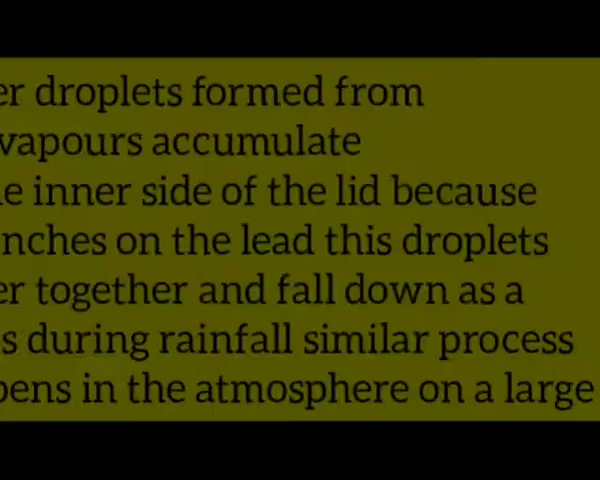 er droplets formed from
vapours accumulate
e inner side of the lid because
nches on the lead this droplets
er together and fall down as a
s during rainfall similar process
pens in the atmosphere on a large